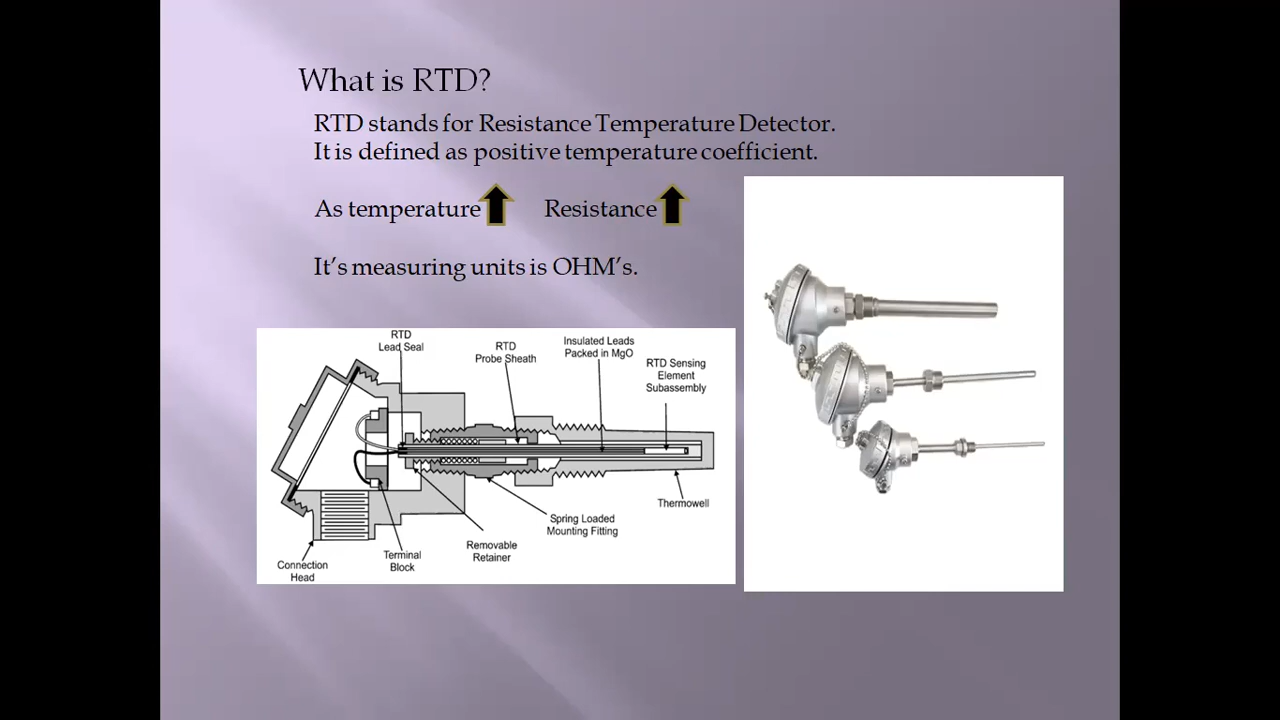 What is RTD?
RTD stands for Resistance Temperature Detector.
It is defined as positive temperature coefficient.
As temperature Resistance
It’s measuring units is OHM’s.
RTD
Lead Seal
RTD
Probe Sheath
Insulated Leads
Packed in MgO
RTD Sensing
Element
Subassembly
Thermowell
Spring Loaded
Mounting Fitting
Removable
Retainer
Terminal
Block
Connection
Head